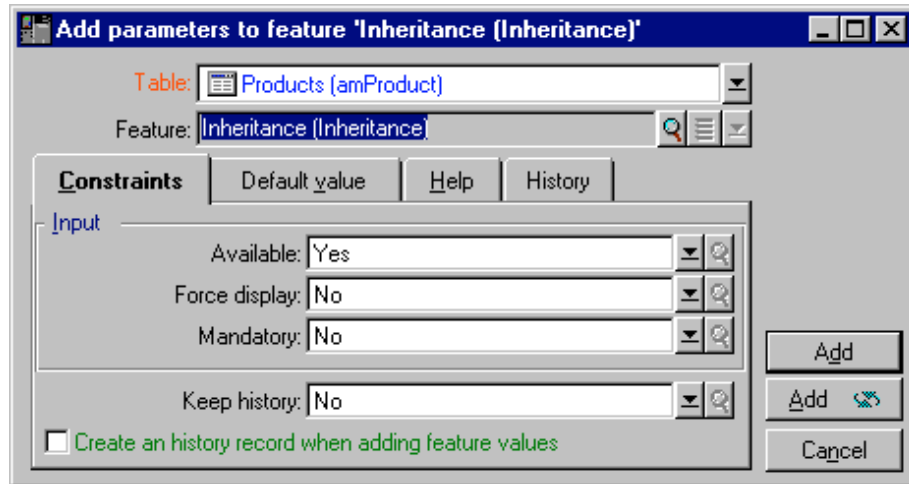 Add parameters to feature 'Inheritance (Inheritance)'
Table: Products (amProduct)
Feature: Inheritance (Inheritance)
Constraints Default value Help History
Input
Available: Yes
Force display: No
Mandatory: No
Add
Keep history: No
Add
Create an history record when adding feature values
Cancel